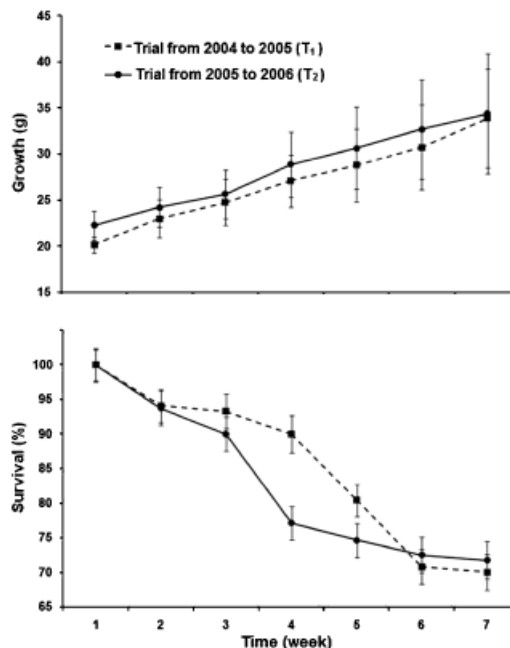 45
40
35
30
25
20
15
Growth (g)
Trial from 2004 to 2005 (T₁)
Trial from 2005 to 2006 (T₂)
100
95
90
85
80
75
70
65
Survival (%)
1 2 3 4 5 6 7
Time (week)